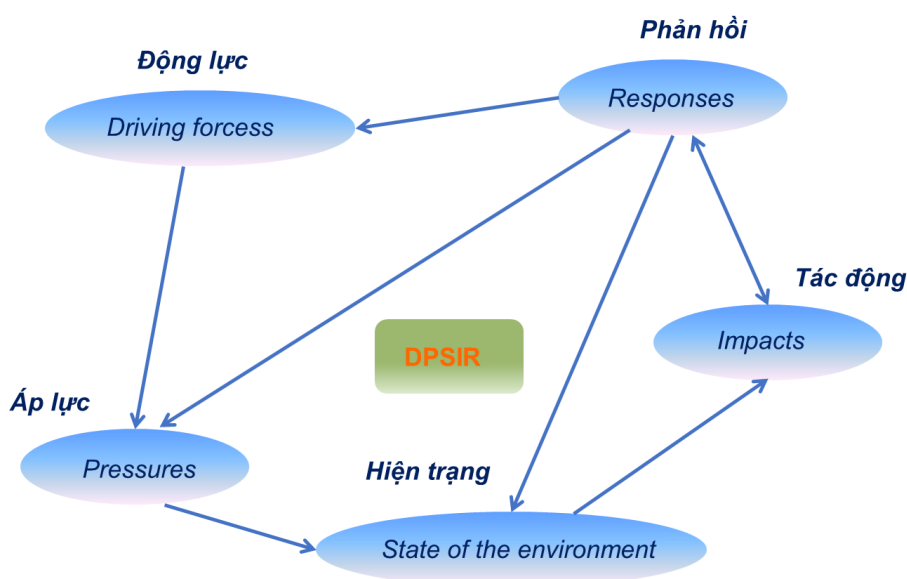 Phản hồi
Động lực
Responses
Driving forcess
Tác động
Impacts
DPSIR
Áp lực
Pressures
Hiện trạng
State of the environment